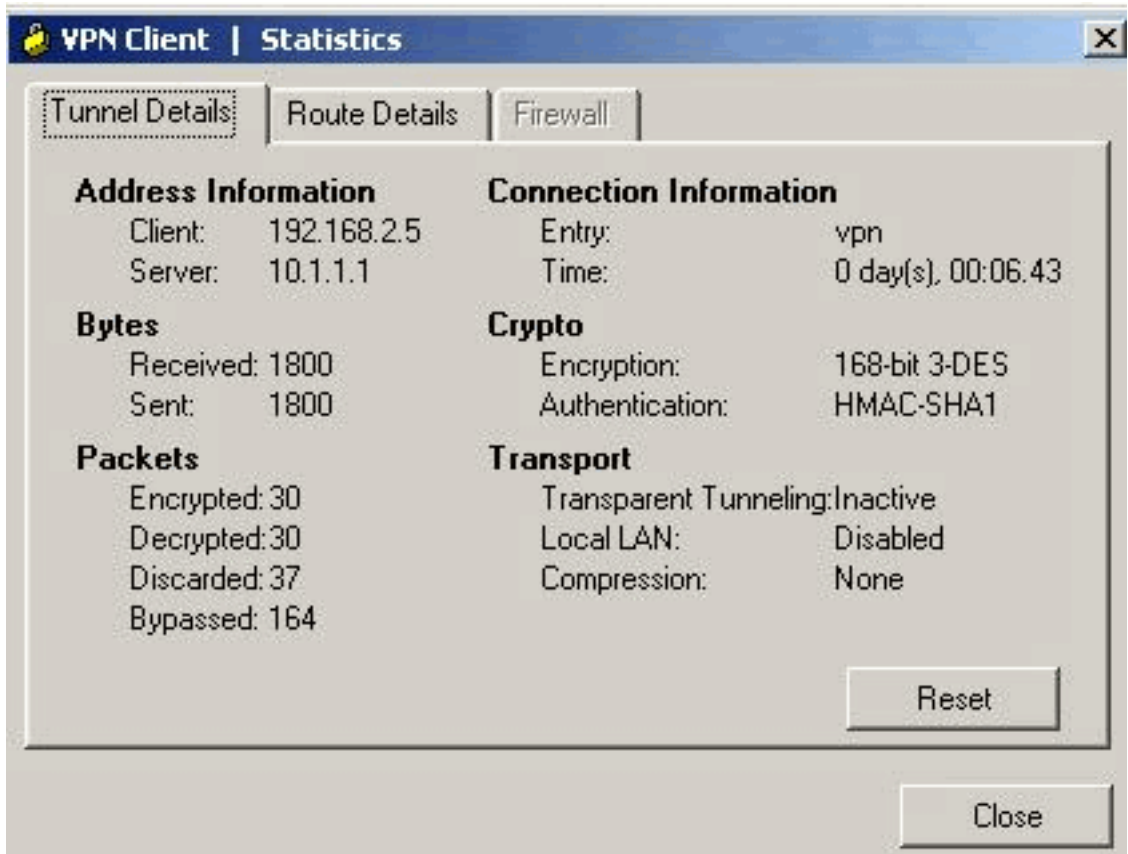 VPN Client | Statistics
Tunnel Details
Route Details
Firewall
Address Information
Client: 192.168.2.5
Server: 10.1.1.1
Bytes
Received: 1800
Sent: 1800
Packets
Encrypted: 30
Decrypted: 30
Discarded: 37
Bypassed: 164
Connection Information
Entry: vpn
Time: 0 day(s), 00:06.43
Crypto
Encryption: 168-bit 3-DES
Authentication: HMAC-SHA1
Transport
Transparent Tunneling: Inactive
Local LAN: Disabled
Compression: None
Reset
Close